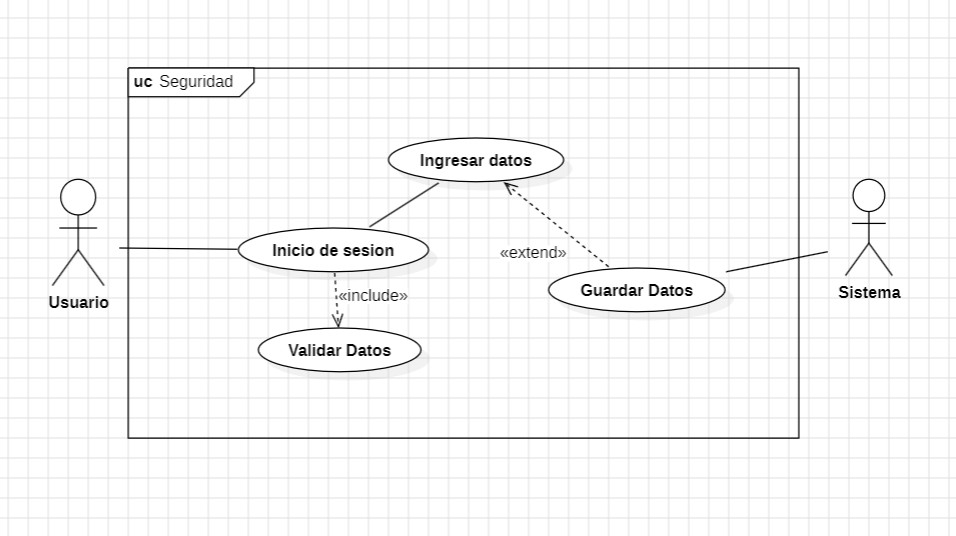 uc Seguridad
Ingresar datos
Inicio de sesion
«extend»
Guardar Datos
Usuario
Sistema
«include»
Validar Datos